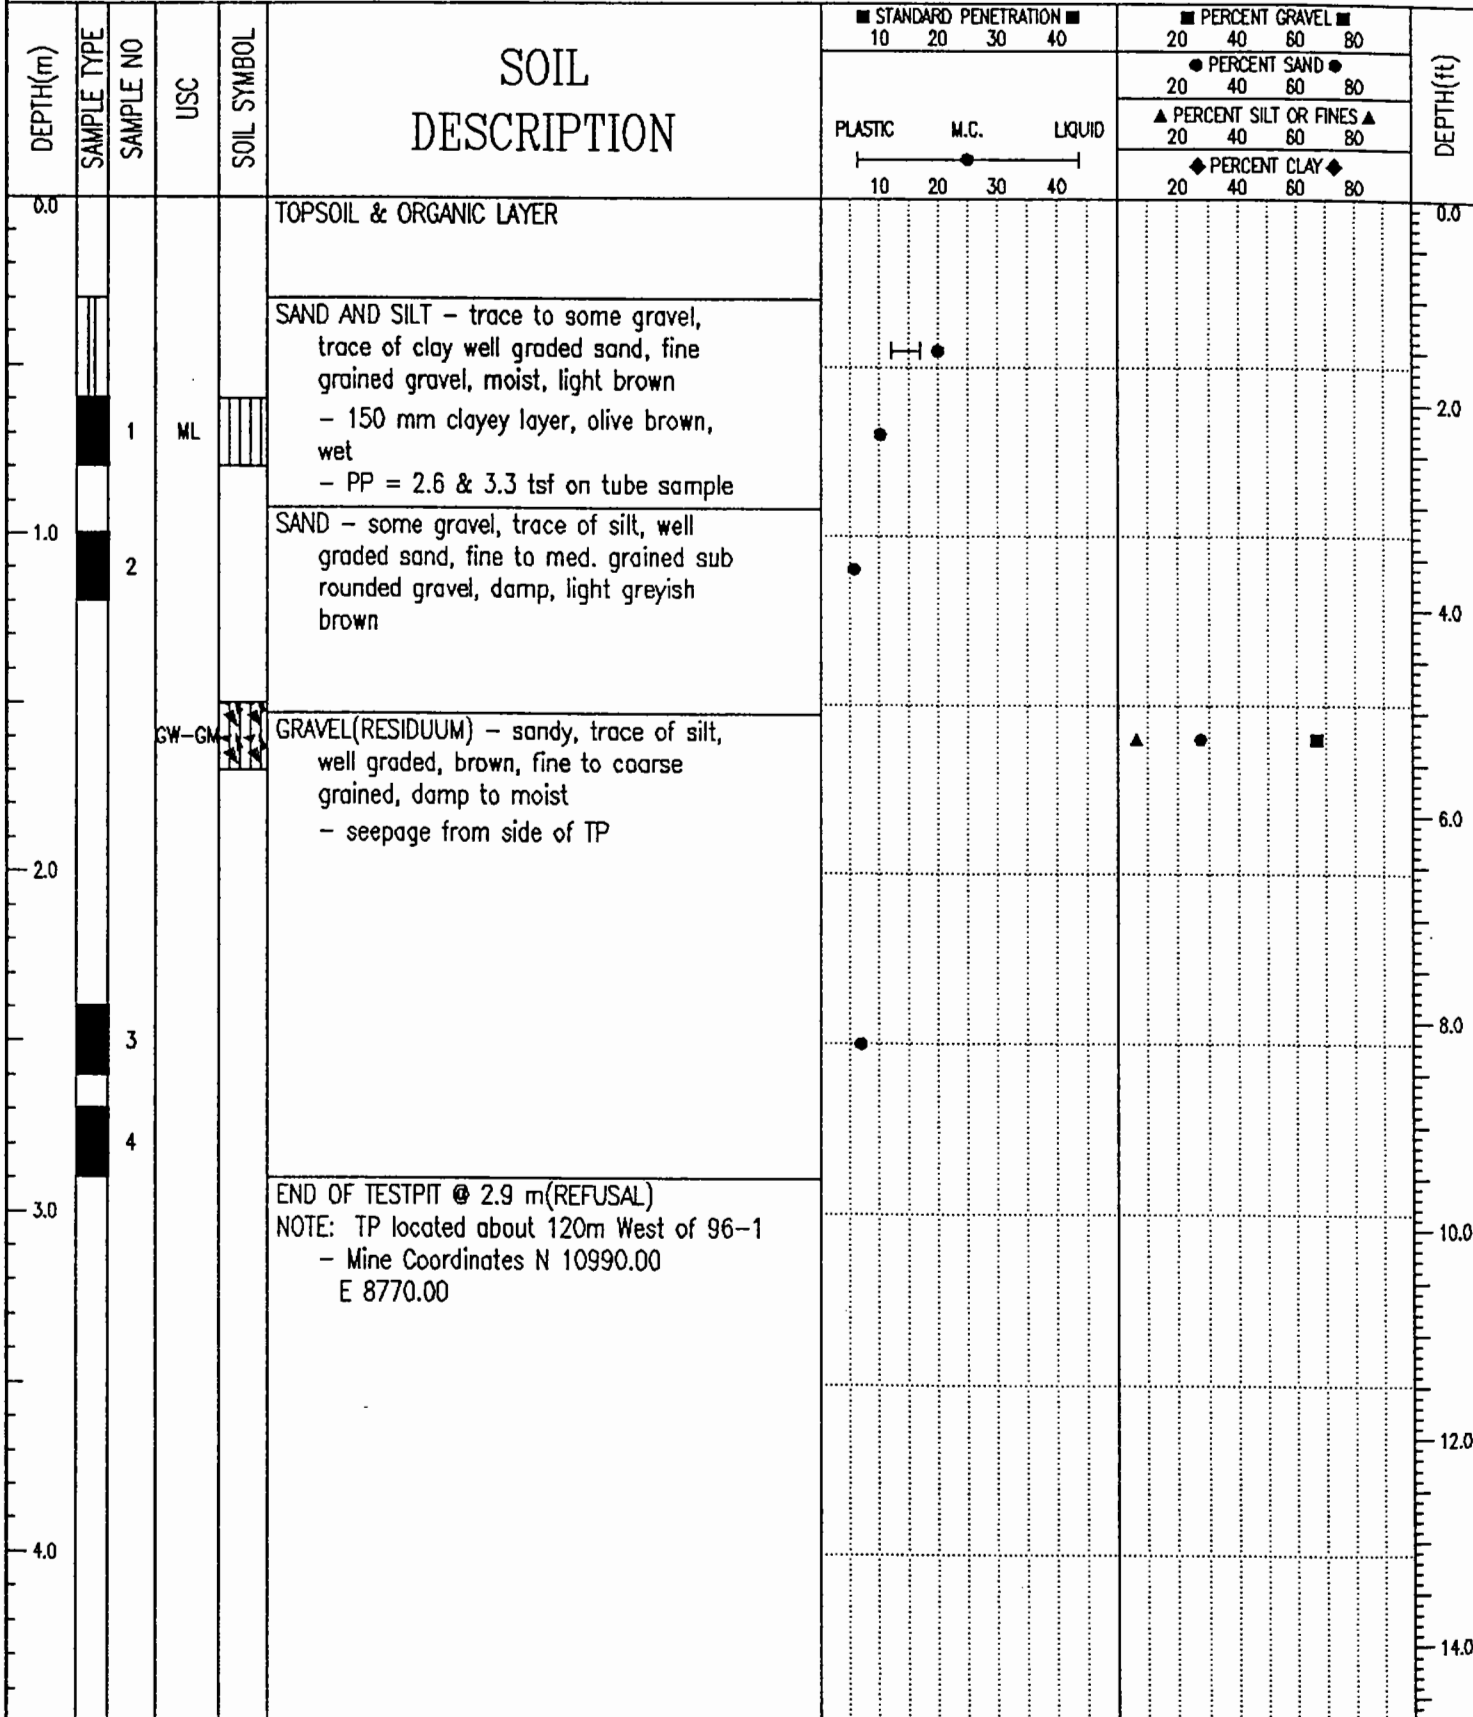 DEPTH(m)
SAMPLE TYPE
SAMPLE NO
USC
SOIL SYMBOL
SOIL
DESCRIPTION
■ STANDARD PENETRATION ■
10 20 30 40
PLASTIC M.C. LIQUID
10 20 30 40
■ PERCENT GRAVEL ■
20 40 60 80
● PERCENT SAND ●
20 40 60 80
▲ PERCENT SILT OR FINES ▲
20 40 60 80
◆ PERCENT CLAY ◆
20 40 60 80
DEPTH(ft)
0.0
TOPSOIL & ORGANIC LAYER
0.0
SAND AND SILT – trace to some gravel,
trace of clay well graded sand, fine
grained gravel, moist, light brown
– 150 mm clayey layer, olive brown,
wet
– PP = 2.6 & 3.3 tsf on tube sample
1 ML
2.0
1.0
SAND – some gravel, trace of silt, well
graded sand, fine to med. grained sub
rounded gravel, damp, light greyish
brown
2
4.0
GW–GM
GRAVEL(RESIDUUM) – sandy, trace of silt,
well graded, brown, fine to coarse
grained, damp to moist
– seepage from side of TP
6.0
2.0
3
8.0
4
END OF TESTPIT @ 2.9 m(REFUSAL)
NOTE: TP located about 120m West of 96–1
– Mine Coordinates N 10990.00
E 8770.00
3.0
10.0
12.0
4.0
14.0